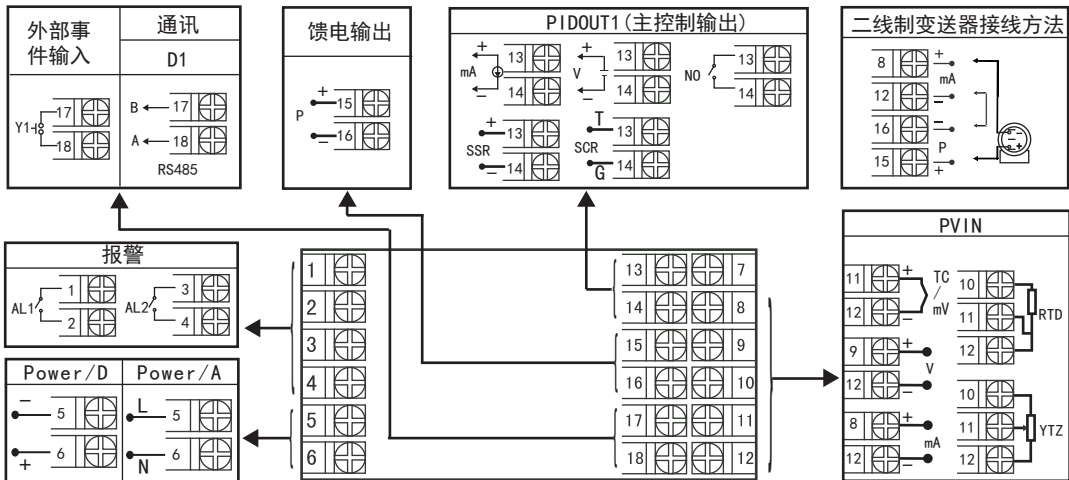 外部事
件输入
通讯
D1
Y1
17
18
B
17
A
18
RS485
馈电输出
P
+
15
-
16
PIDOUT1(主控制输出)
+
mA
-
13
14
+
V
-
13
14
NO
13
14
+
SSR
-
13
14
T
SCR
G
13
14
二线制变送器接线方法
8
+
mA
12
-
16
-
P
15
+
-
+
报警
AL1
1
2
AL2
3
4
Power/D
Power/A
-
5
+
6
L
5
N
6
1
2
3
4
5
6
13
7
14
8
15
9
16
10
17
11
18
12
PVIN
11
+
TC
/
mV
12
-
9
+
V
12
-
8
+
mA
12
-
10
11
12
RTD
10
11
12
YTZ